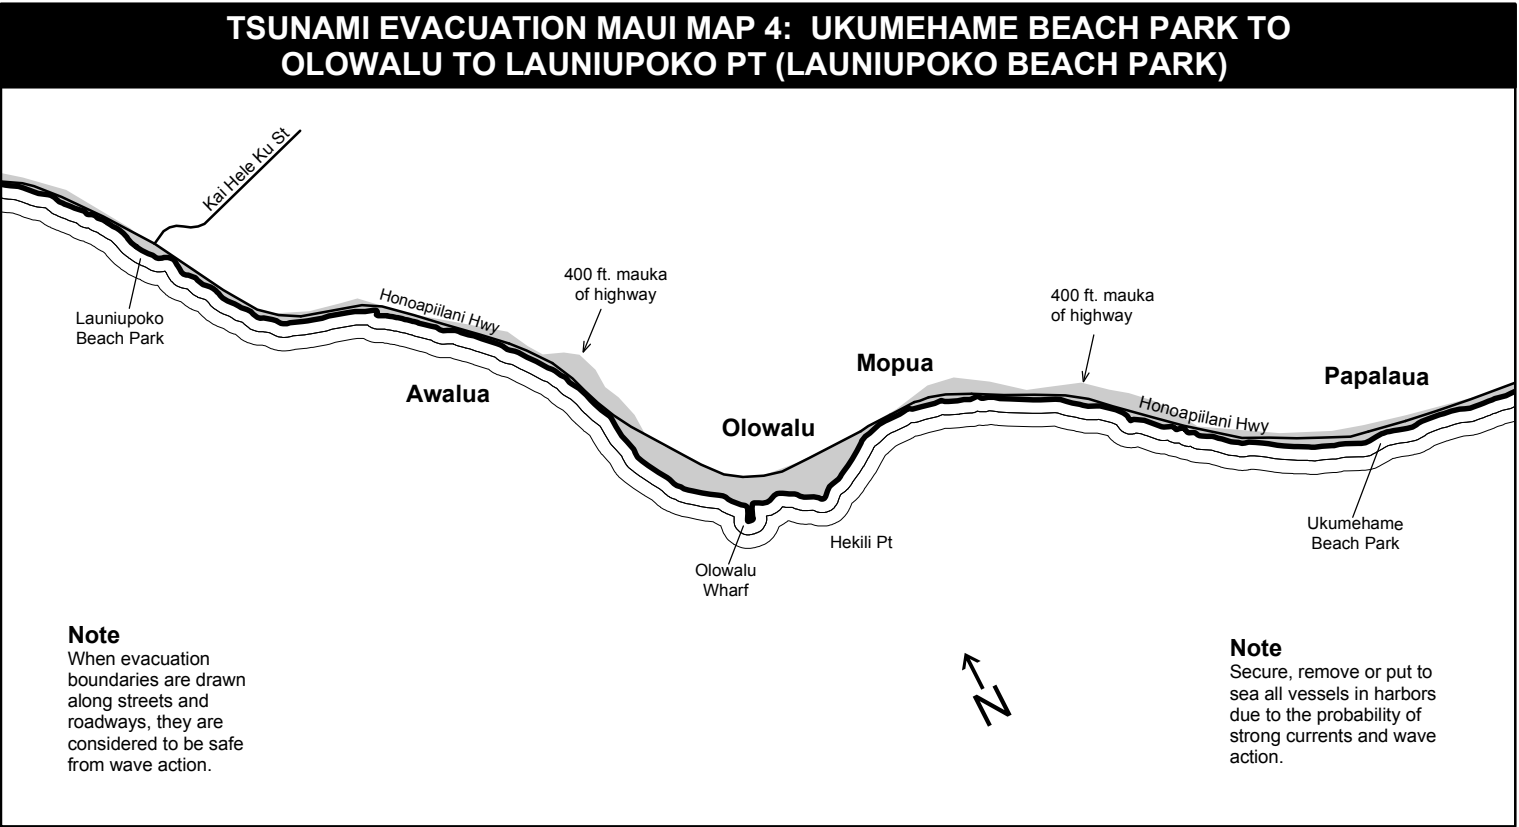 TSUNAMI EVACUATION MAUI MAP 4: UKUMEHAME BEACH PARK TO
OLOWALU TO LAUNIUPOKO PT (LAUNIUPOKO BEACH PARK)
Kai Hele Ku St
Launiupoko
Beach Park
Honoapiilani Hwy
400 ft. mauka
of highway
Awalua
Olowalu
Mopua
400 ft. mauka
of highway
Papalaua
Honoapiilani Hwy
Hekili Pt
Olowalu
Wharf
Ukumehame
Beach Park
Note
When evacuation
boundaries are drawn
along streets and
roadways, they are
considered to be safe
from wave action.
N
Note
Secure, remove or put to
sea all vessels in harbors
due to the probability of
strong currents and wave
action.